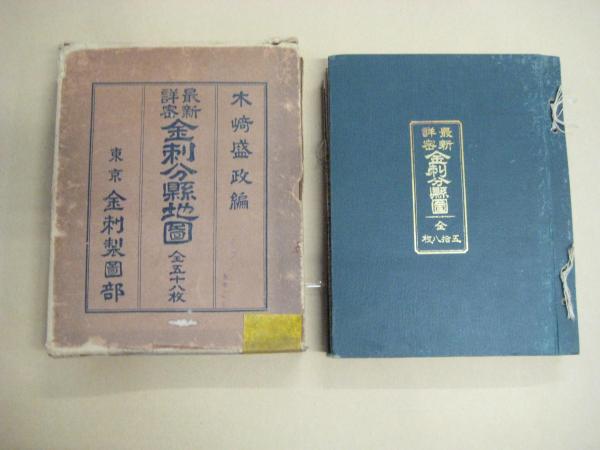 木﨑盛政編
最新
詳密
金刺分縣地圖
全五十八枚
東京 金刺製圖部
最新
詳密
金刺分縣圖
全
五拾八枚